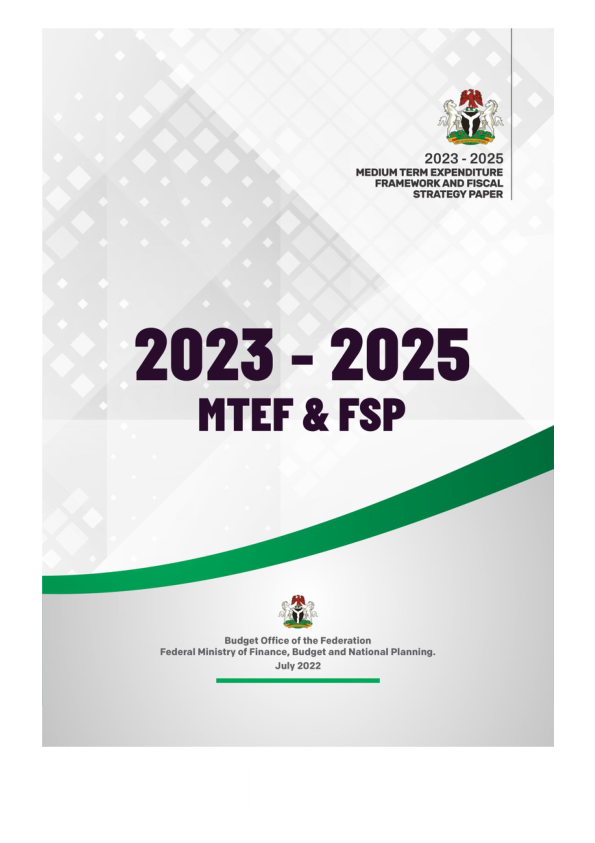 2023 - 2025
MEDIUM TERM EXPENDITURE
FRAMEWORK AND FISCAL
STRATEGY PAPER
2023 - 2025
MTEF & FSP
Budget Office of the Federation
Federal Ministry of Finance, Budget and National Planning.
July 2022